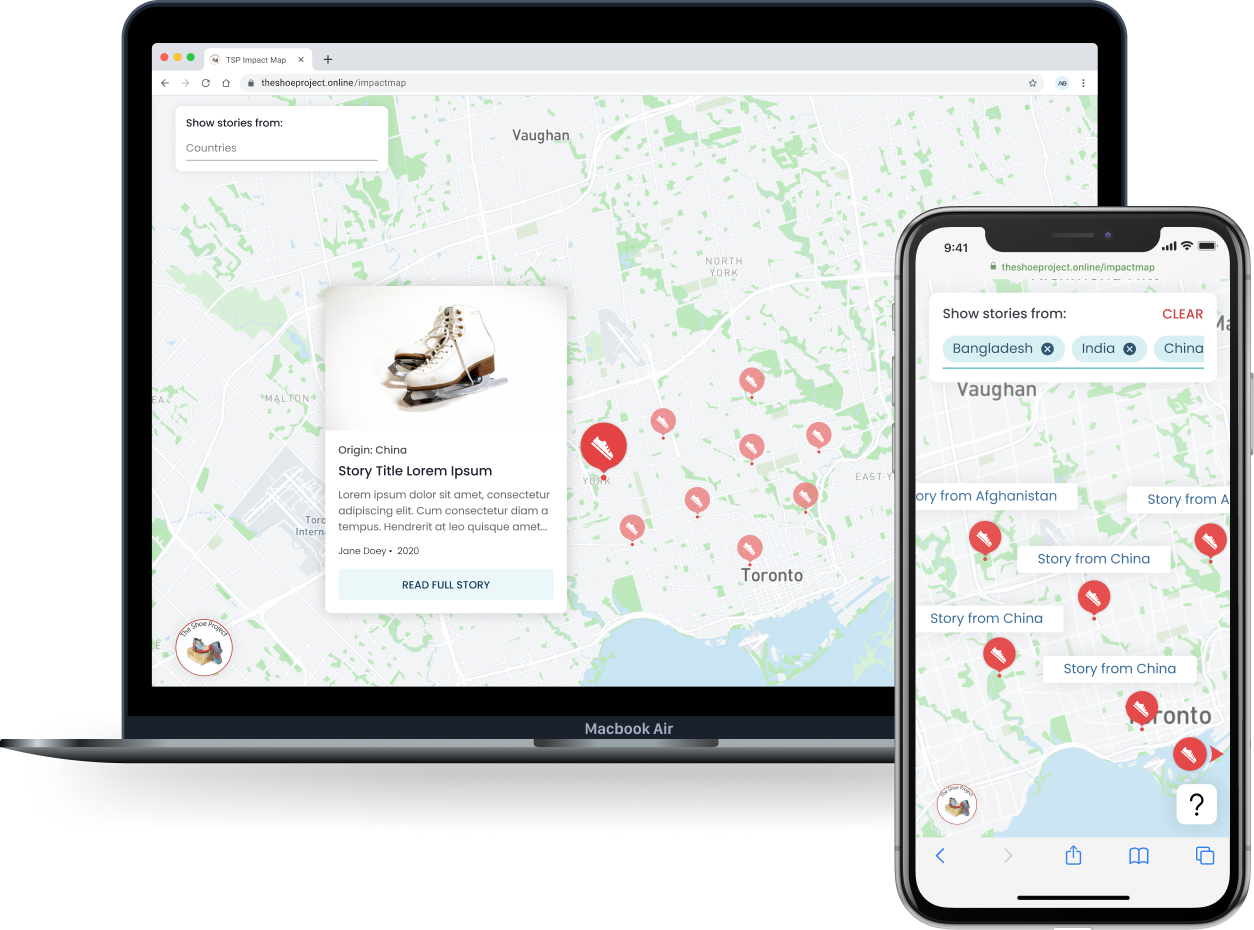 TSP Impact Map
theshoeproject.online/impactmap
Show stories from:
Countries
Vaughan
NORTH
YORK
MALTON
EA.
YORK
EAST Y
Toro
Intern
Toronto
Origin: China
Story Title Lorem Ipsum
Lorem ipsum dolor sit amet, consectetur
adipiscing elit. Cum consectetur diam a
tempus. Hendrerit at leo quisque amet...
Jane Doey • 2020
READ FULL STORY
The Shoe Project
Macbook Air
9:41
theshoeproject.online/impactmap
Show stories from:
CLEAR
Bangladesh
India
China
Ma
Vaughan
ory from Afghanistan
Story from A
Story from China
Story from China
Story from China
ronto
The Shoe Project
?